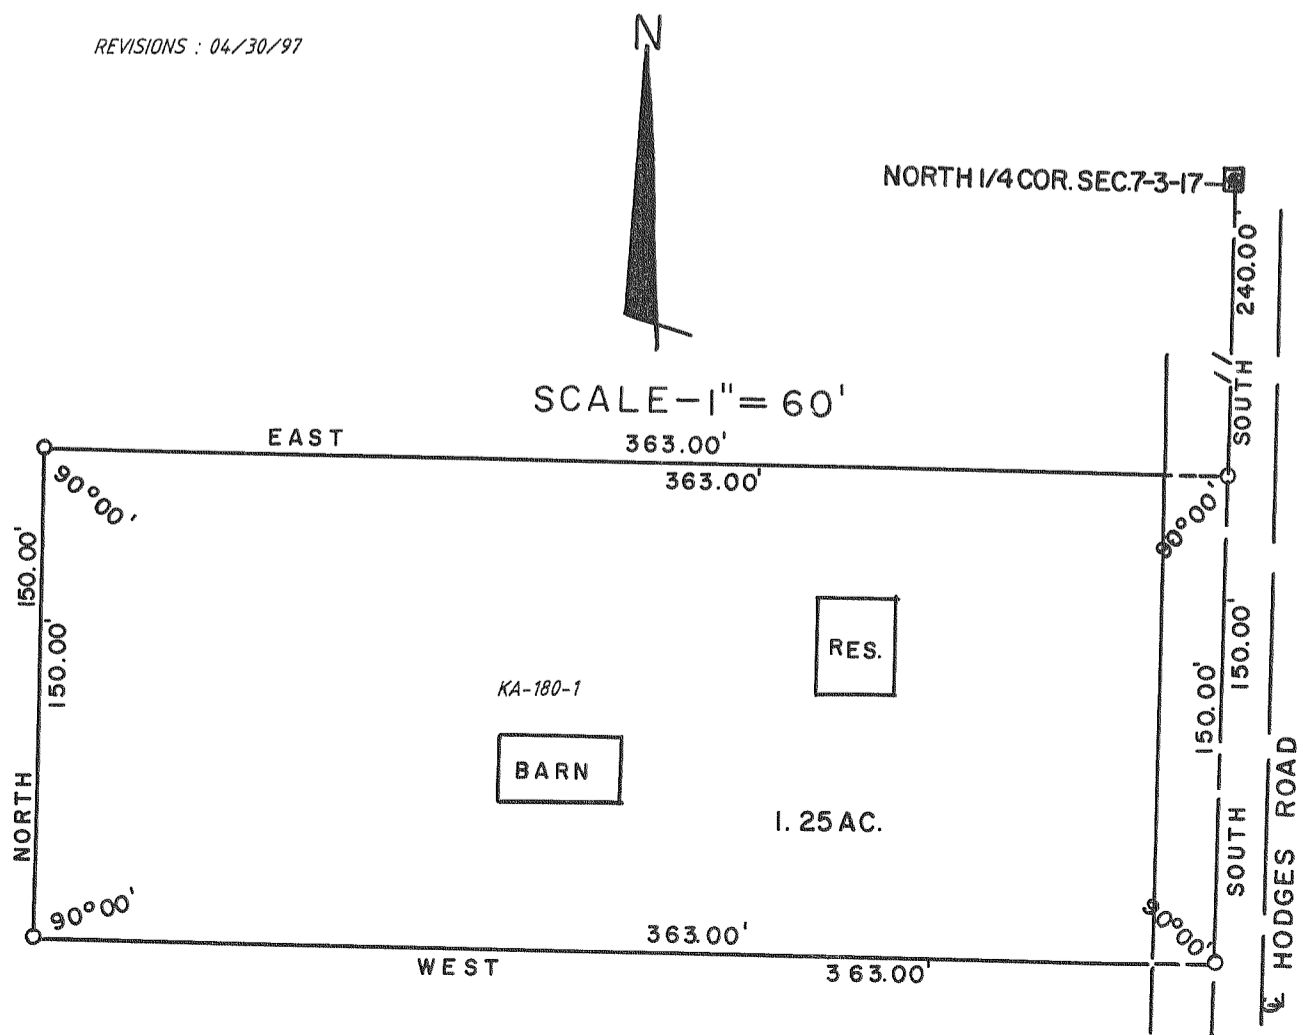 REVISIONS : 04/30/97
N
NORTH 1/4 COR. SEC.7-3-17
240.00'
SOUTH
SCALE-1"= 60'
EAST
363.00'
363.00'
90°00'
90°00'
150.00'
150.00'
NORTH
RES.
KA-180-1
BARN
1.25 AC.
150.00'
150.00'
SOUTH
HODGES ROAD
90°00'
90°00'
363.00'
WEST
363.00'